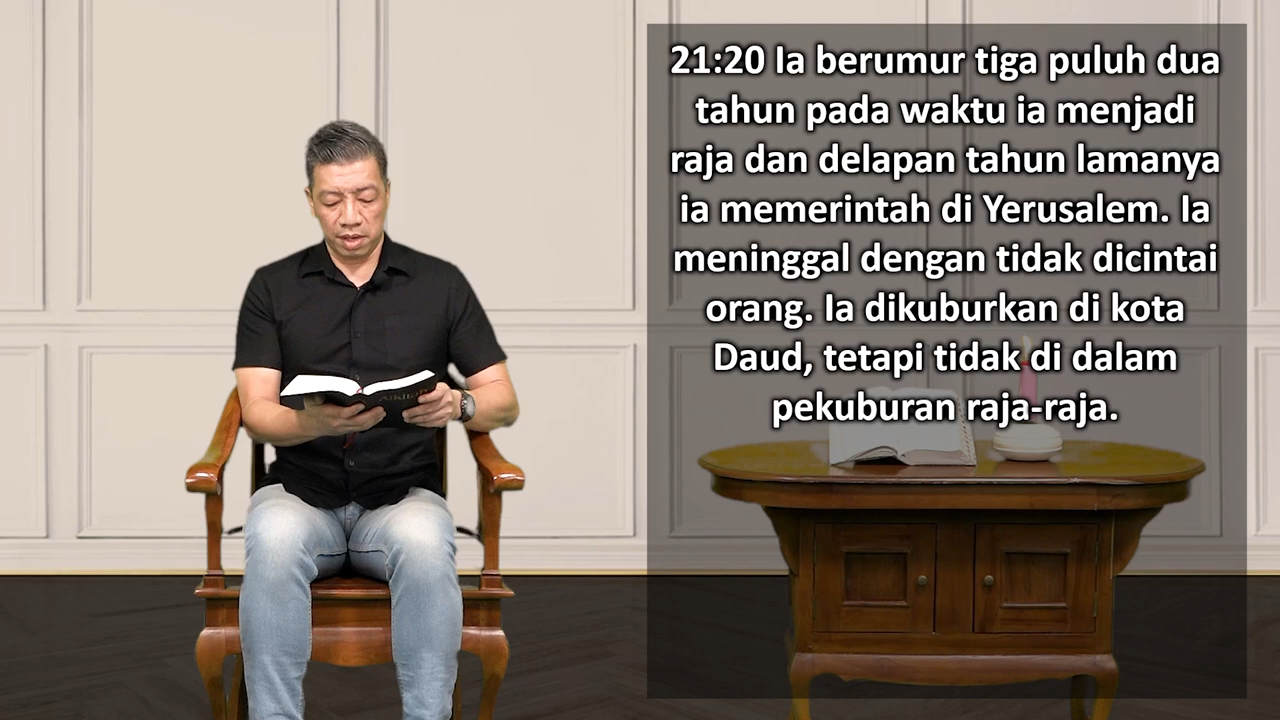 21:20 Ia berumur tiga puluh dua
tahun pada waktu ia menjadi
raja dan delapan tahun lamanya
ia memerintah di Yerusalem. Ia
meninggal dengan tidak dicintai
orang. Ia dikuburkan di kota
Daud, tetapi tidak di dalam
pekuburan raja-raja.
Alkitab